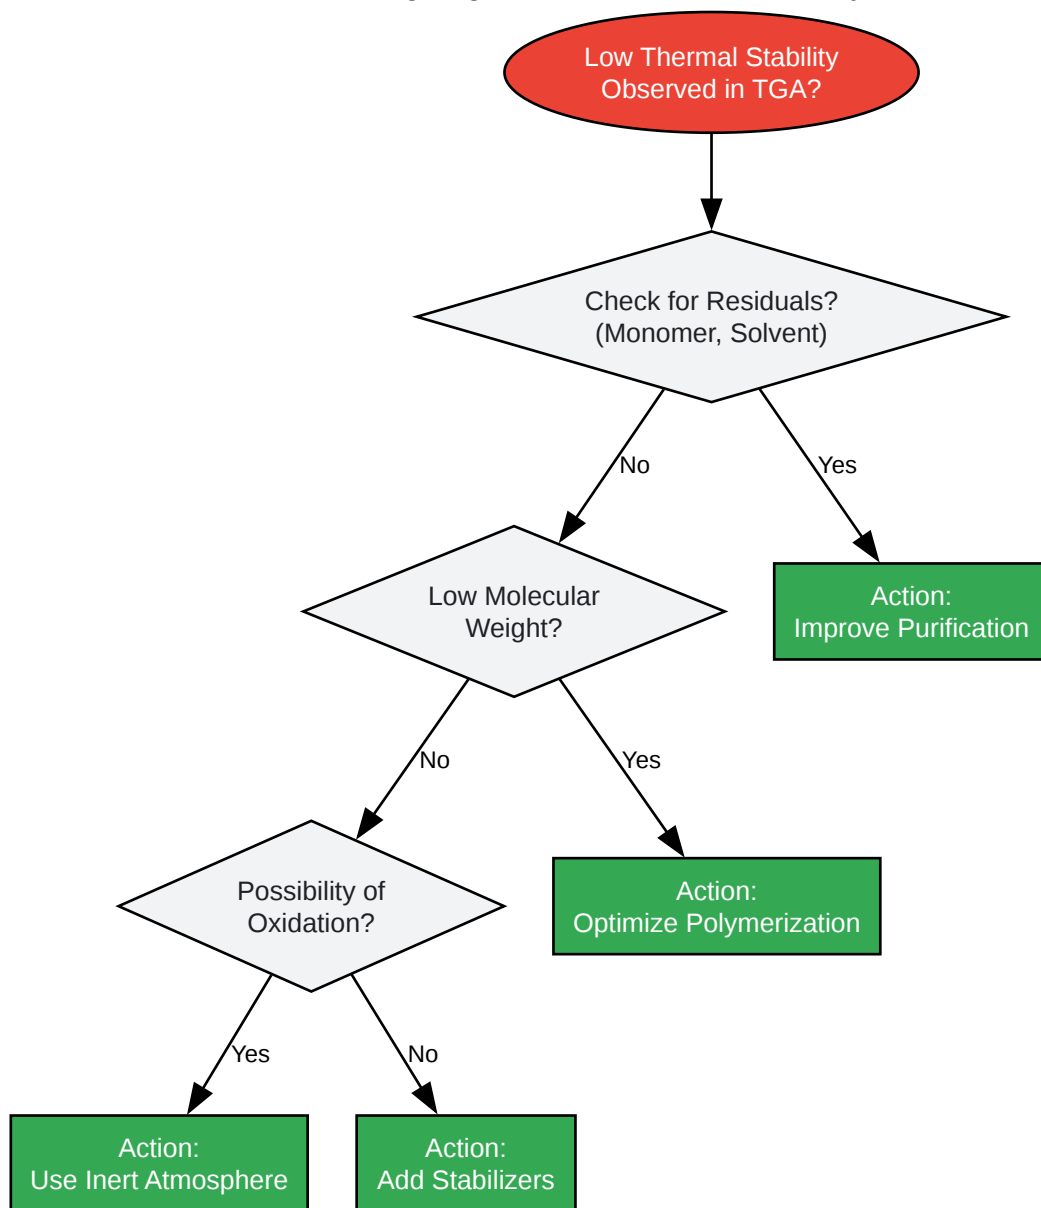 Low Thermal Stability
Observed in TGA?
Check for Residuals?
(Monomer, Solvent)
No
Yes
Low Molecular
Weight?
Action:
Improve Purification
No
Yes
Possibility of
Oxidation?
Action:
Optimize Polymerization
Yes
No
Action:
Use Inert Atmosphere
Action:
Add Stabilizers